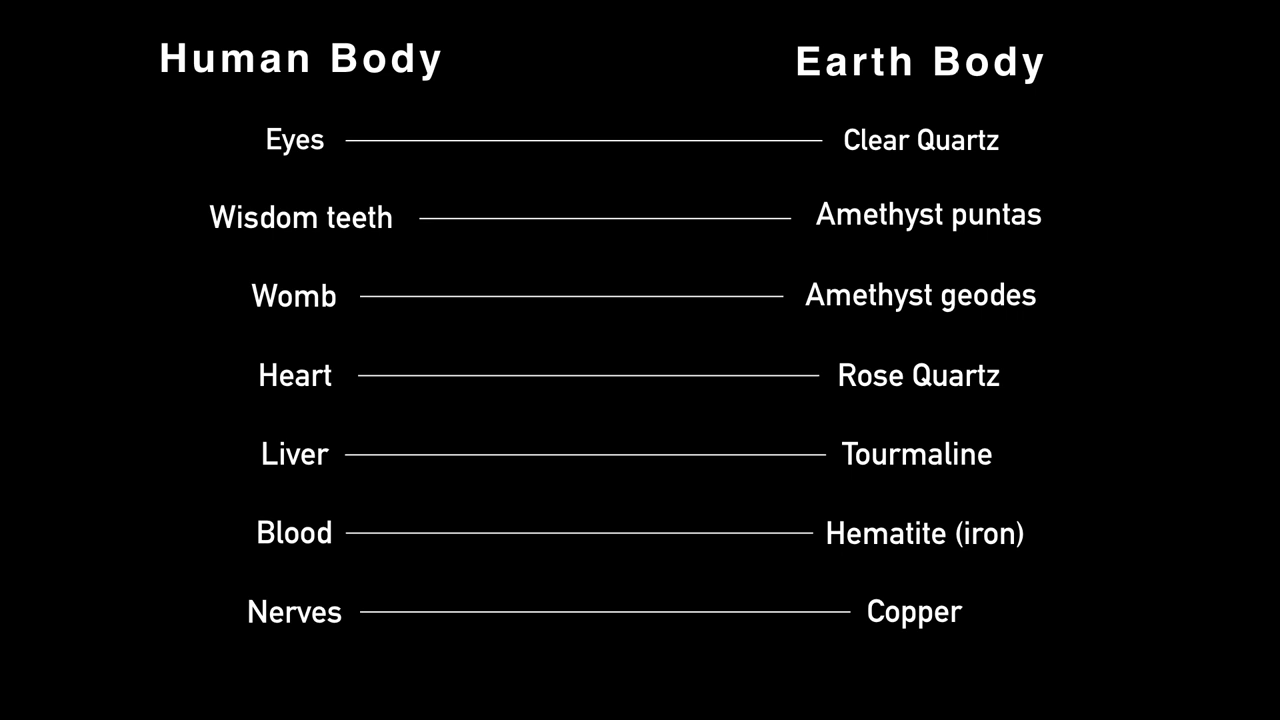 Human Body Earth Body
Eyes Clear Quartz
Wisdom teeth Amethyst puntas
Womb Amethyst geodes
Heart Rose Quartz
Liver Tourmaline
Blood Hematite (iron)
Nerves Copper